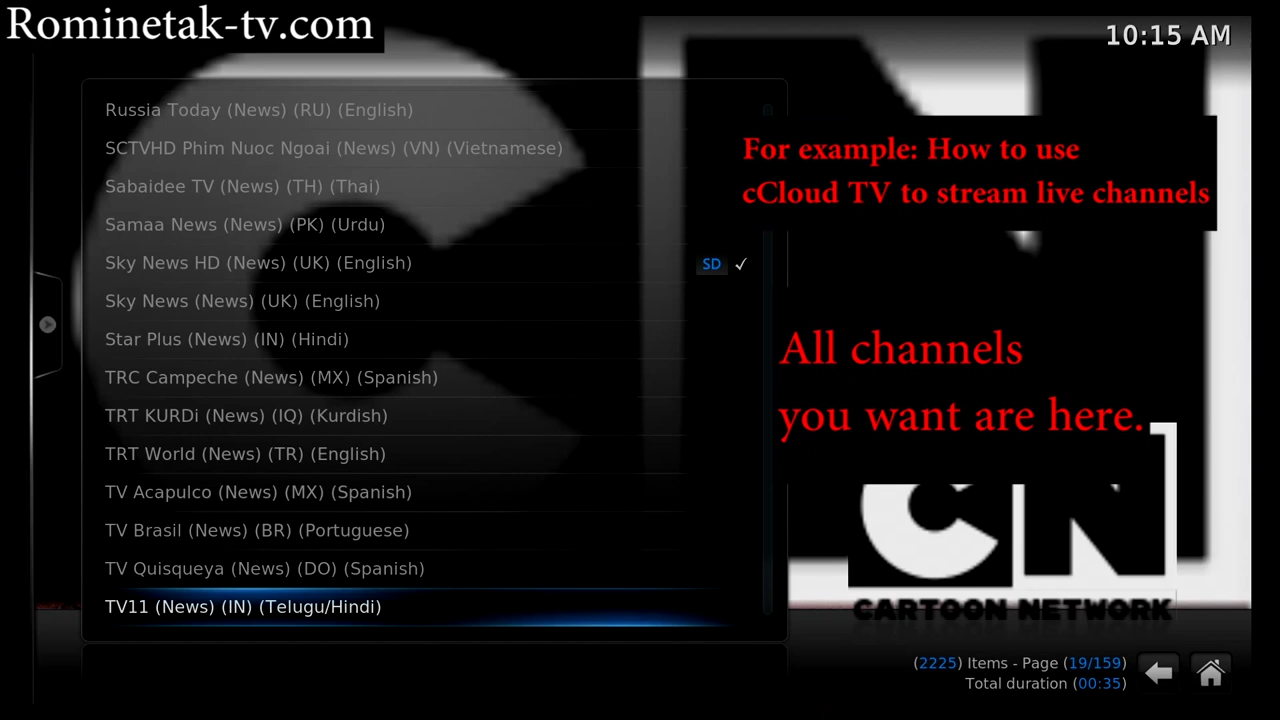 Rominetak-tv.com
10:15 AM
Russia Today (News) (RU) (English)
SCTVHD Phim Nuoc Ngoai (News) (VN) (Vietnamese)
Sabaidee TV (News) (TH) (Thai)
Samaa News (News) (PK) (Urdu)
Sky News HD (News) (UK) (English)
SD ✓
Sky News (News) (UK) (English)
Star Plus (News) (IN) (Hindi)
TRC Campeche (News) (MX) (Spanish)
TRT KURDi (News) (IQ) (Kurdish)
TRT World (News) (TR) (English)
TV Acapulco (News) (MX) (Spanish)
TV Brasil (News) (BR) (Portuguese)
TV Quisqueya (News) (DO) (Spanish)
TV11 (News) (IN) (Telugu/Hindi)
For example: How to use
cCloud TV to stream live channels
All channels
you want are here.
CN
CARTOON NETWORK
(2225) Items - Page (19/159)
Total duration (00:35)